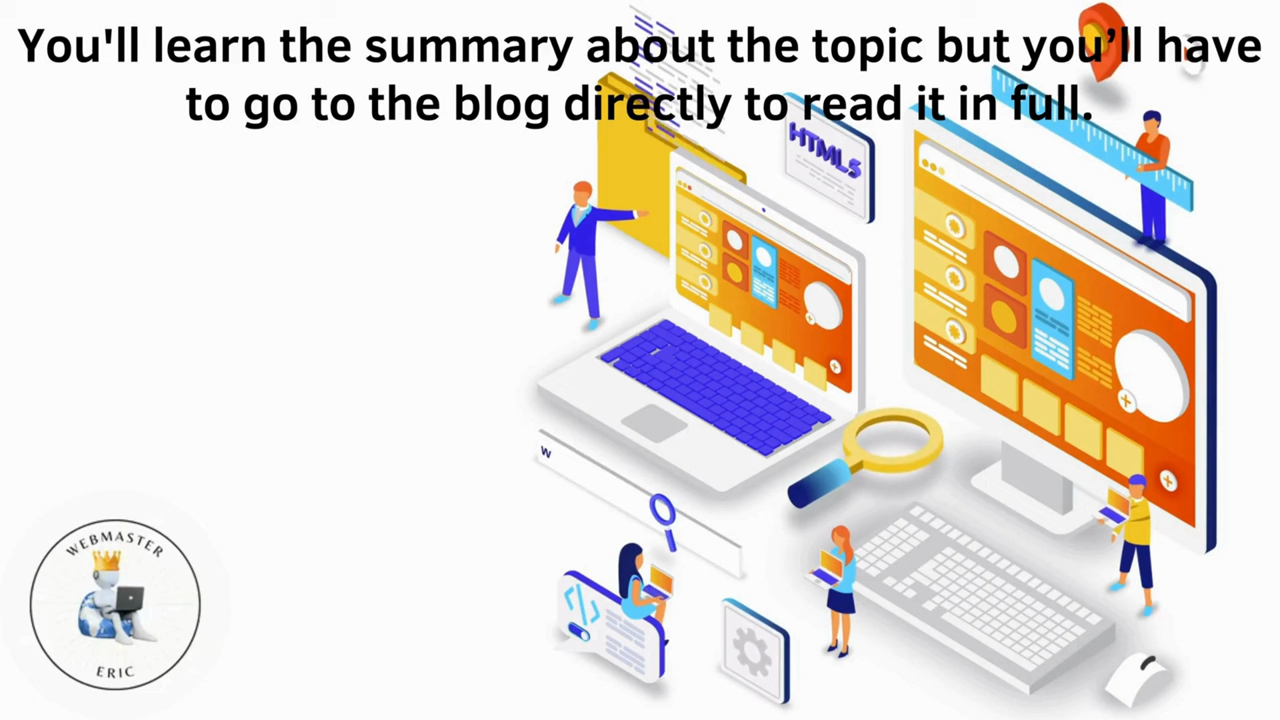 You'll learn the summary about the topic but you’ll have
to go to the blog directly to read it in full.
HTML5
W
</>
WEBMASTER
ERIC